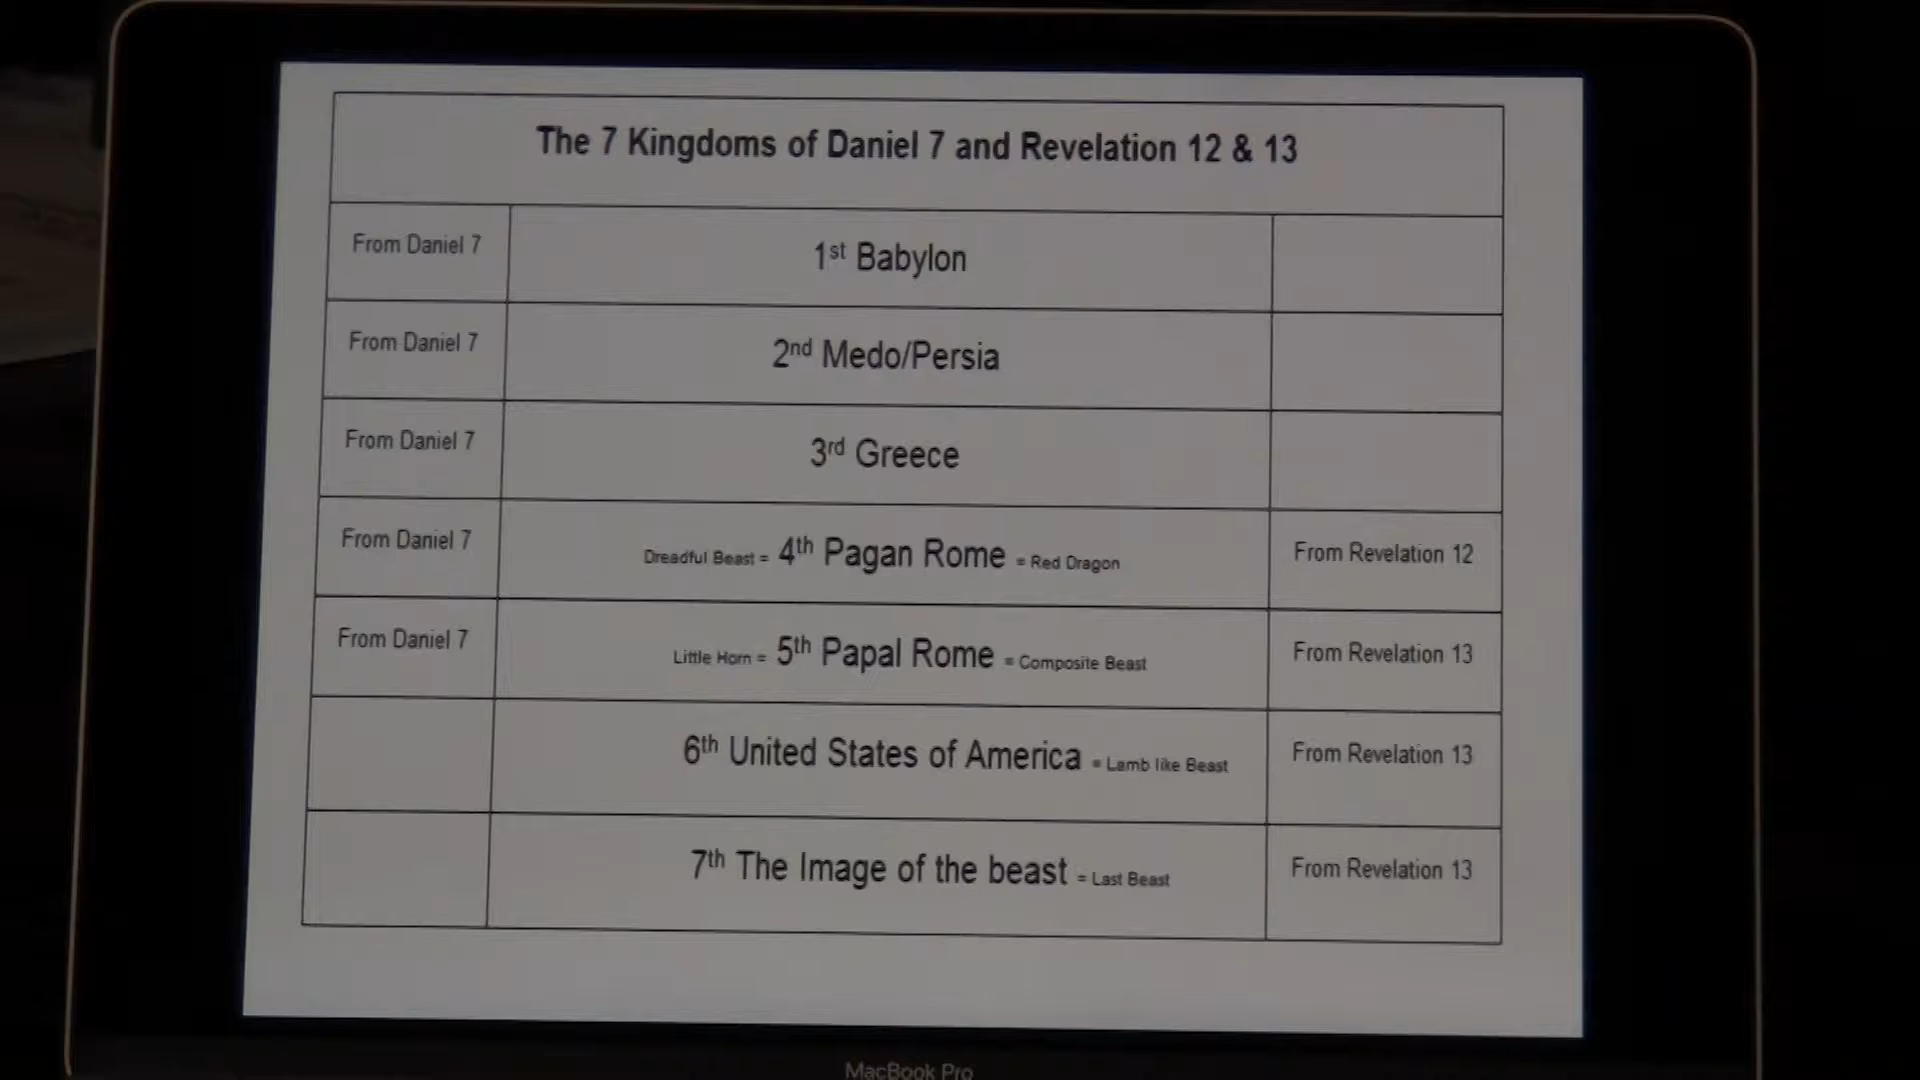 The 7 Kingdoms of Daniel 7 and Revelation 12 & 13
From Daniel 7 1st Babylon
From Daniel 7 2nd Medo/Persia
From Daniel 7 3rd Greece
From Daniel 7 Dreadful Beast = 4th Pagan Rome = Red Dragon From Revelation 12
From Daniel 7 Little Horn = 5th Papal Rome = Composite Beast From Revelation 13
6th United States of America = Lamb like Beast From Revelation 13
7th The Image of the beast = Last Beast From Revelation 13
MacBook Pro